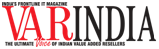 INDIA'S FRONTLINE IT MAGAZINE
VARINDIA
THE ULTIMATE Voice OF INDIAN VALUE ADDED RESELLERS